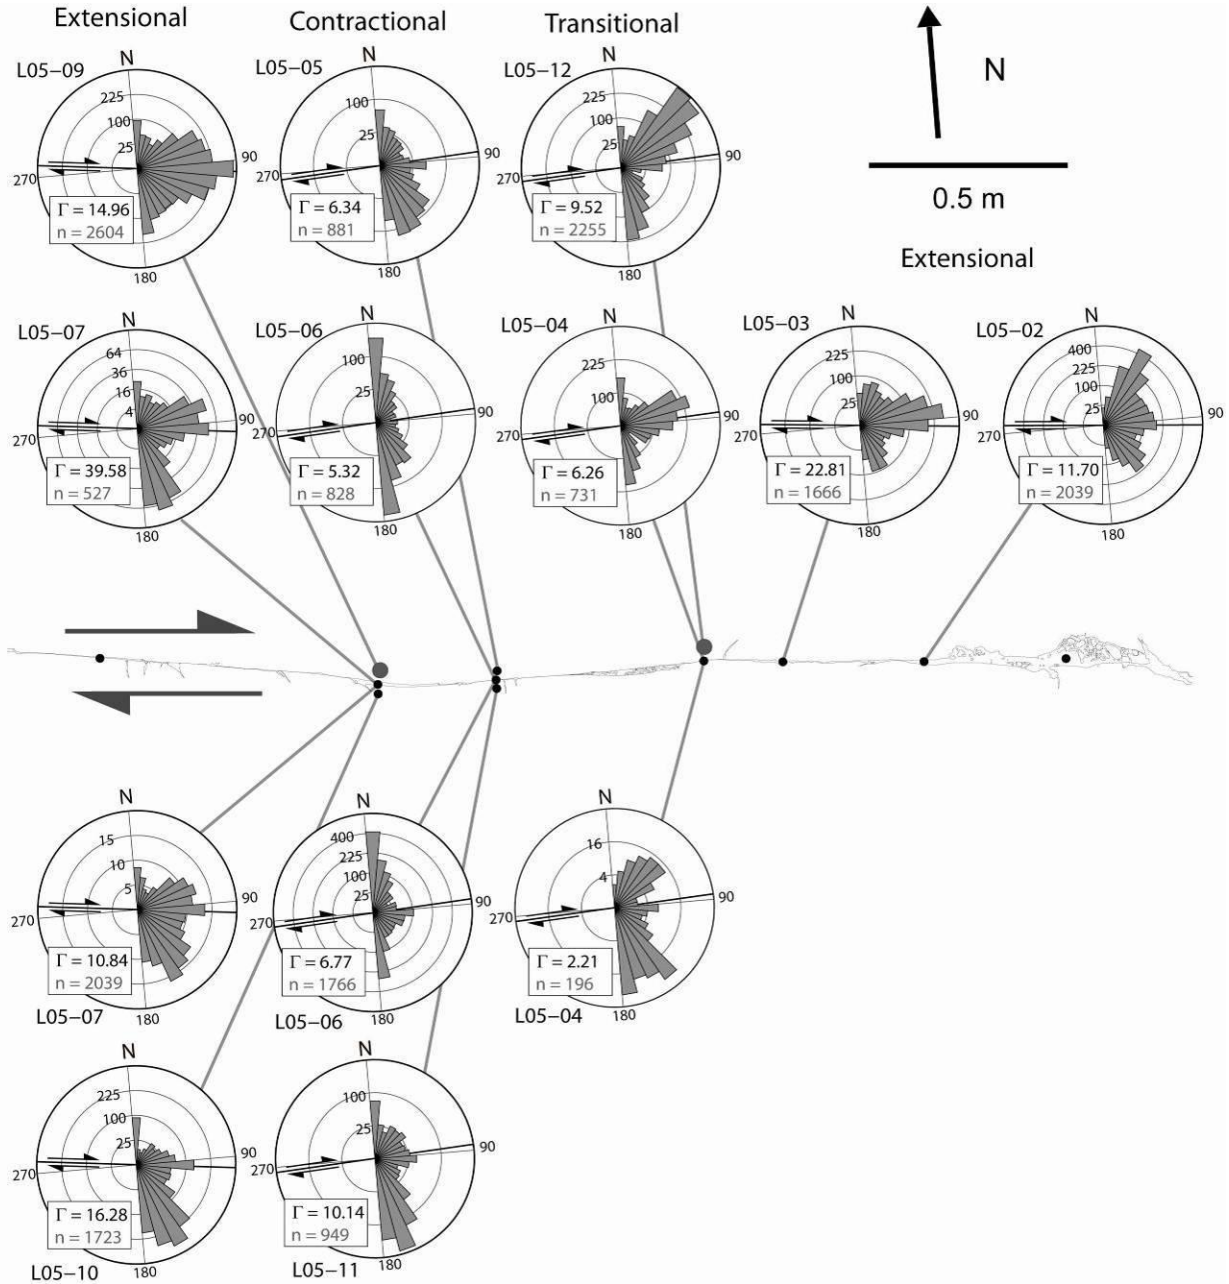 Extensional
Contractional
Transitional
N
0.5 m
Extensional
L05-09
N
225
100
25
90
270
180
Γ = 14.96
n = 2604
L05-05
N
100
25
90
270
Γ = 6.34
n = 881
180
L05-12
N
225
100
25
90
270
Γ = 9.52
n = 2255
180
L05-07
N
64
36
16
4
90
270
Γ = 39.58
n = 527
180
L05-06
N
100
25
90
270
Γ = 5.32
n = 828
180
L05-04
N
225
100
90
270
Γ = 6.26
n = 731
180
L05-03
N
225
100
25
90
270
Γ = 22.81
n = 1666
180
L05-02
N
400
225
100
25
90
270
Γ = 11.70
n = 2039
180
N
15
10
5
90
270
Γ = 10.84
n = 2039
180
L05-07
N
400
225
100
25
90
270
Γ = 6.77
n = 1766
180
L05-06
N
16
4
90
270
Γ = 2.21
n = 196
180
L05-04
N
225
100
25
90
270
Γ = 16.28
n = 1723
180
L05-10
N
100
25
90
270
Γ = 10.14
n = 949
180
L05-11